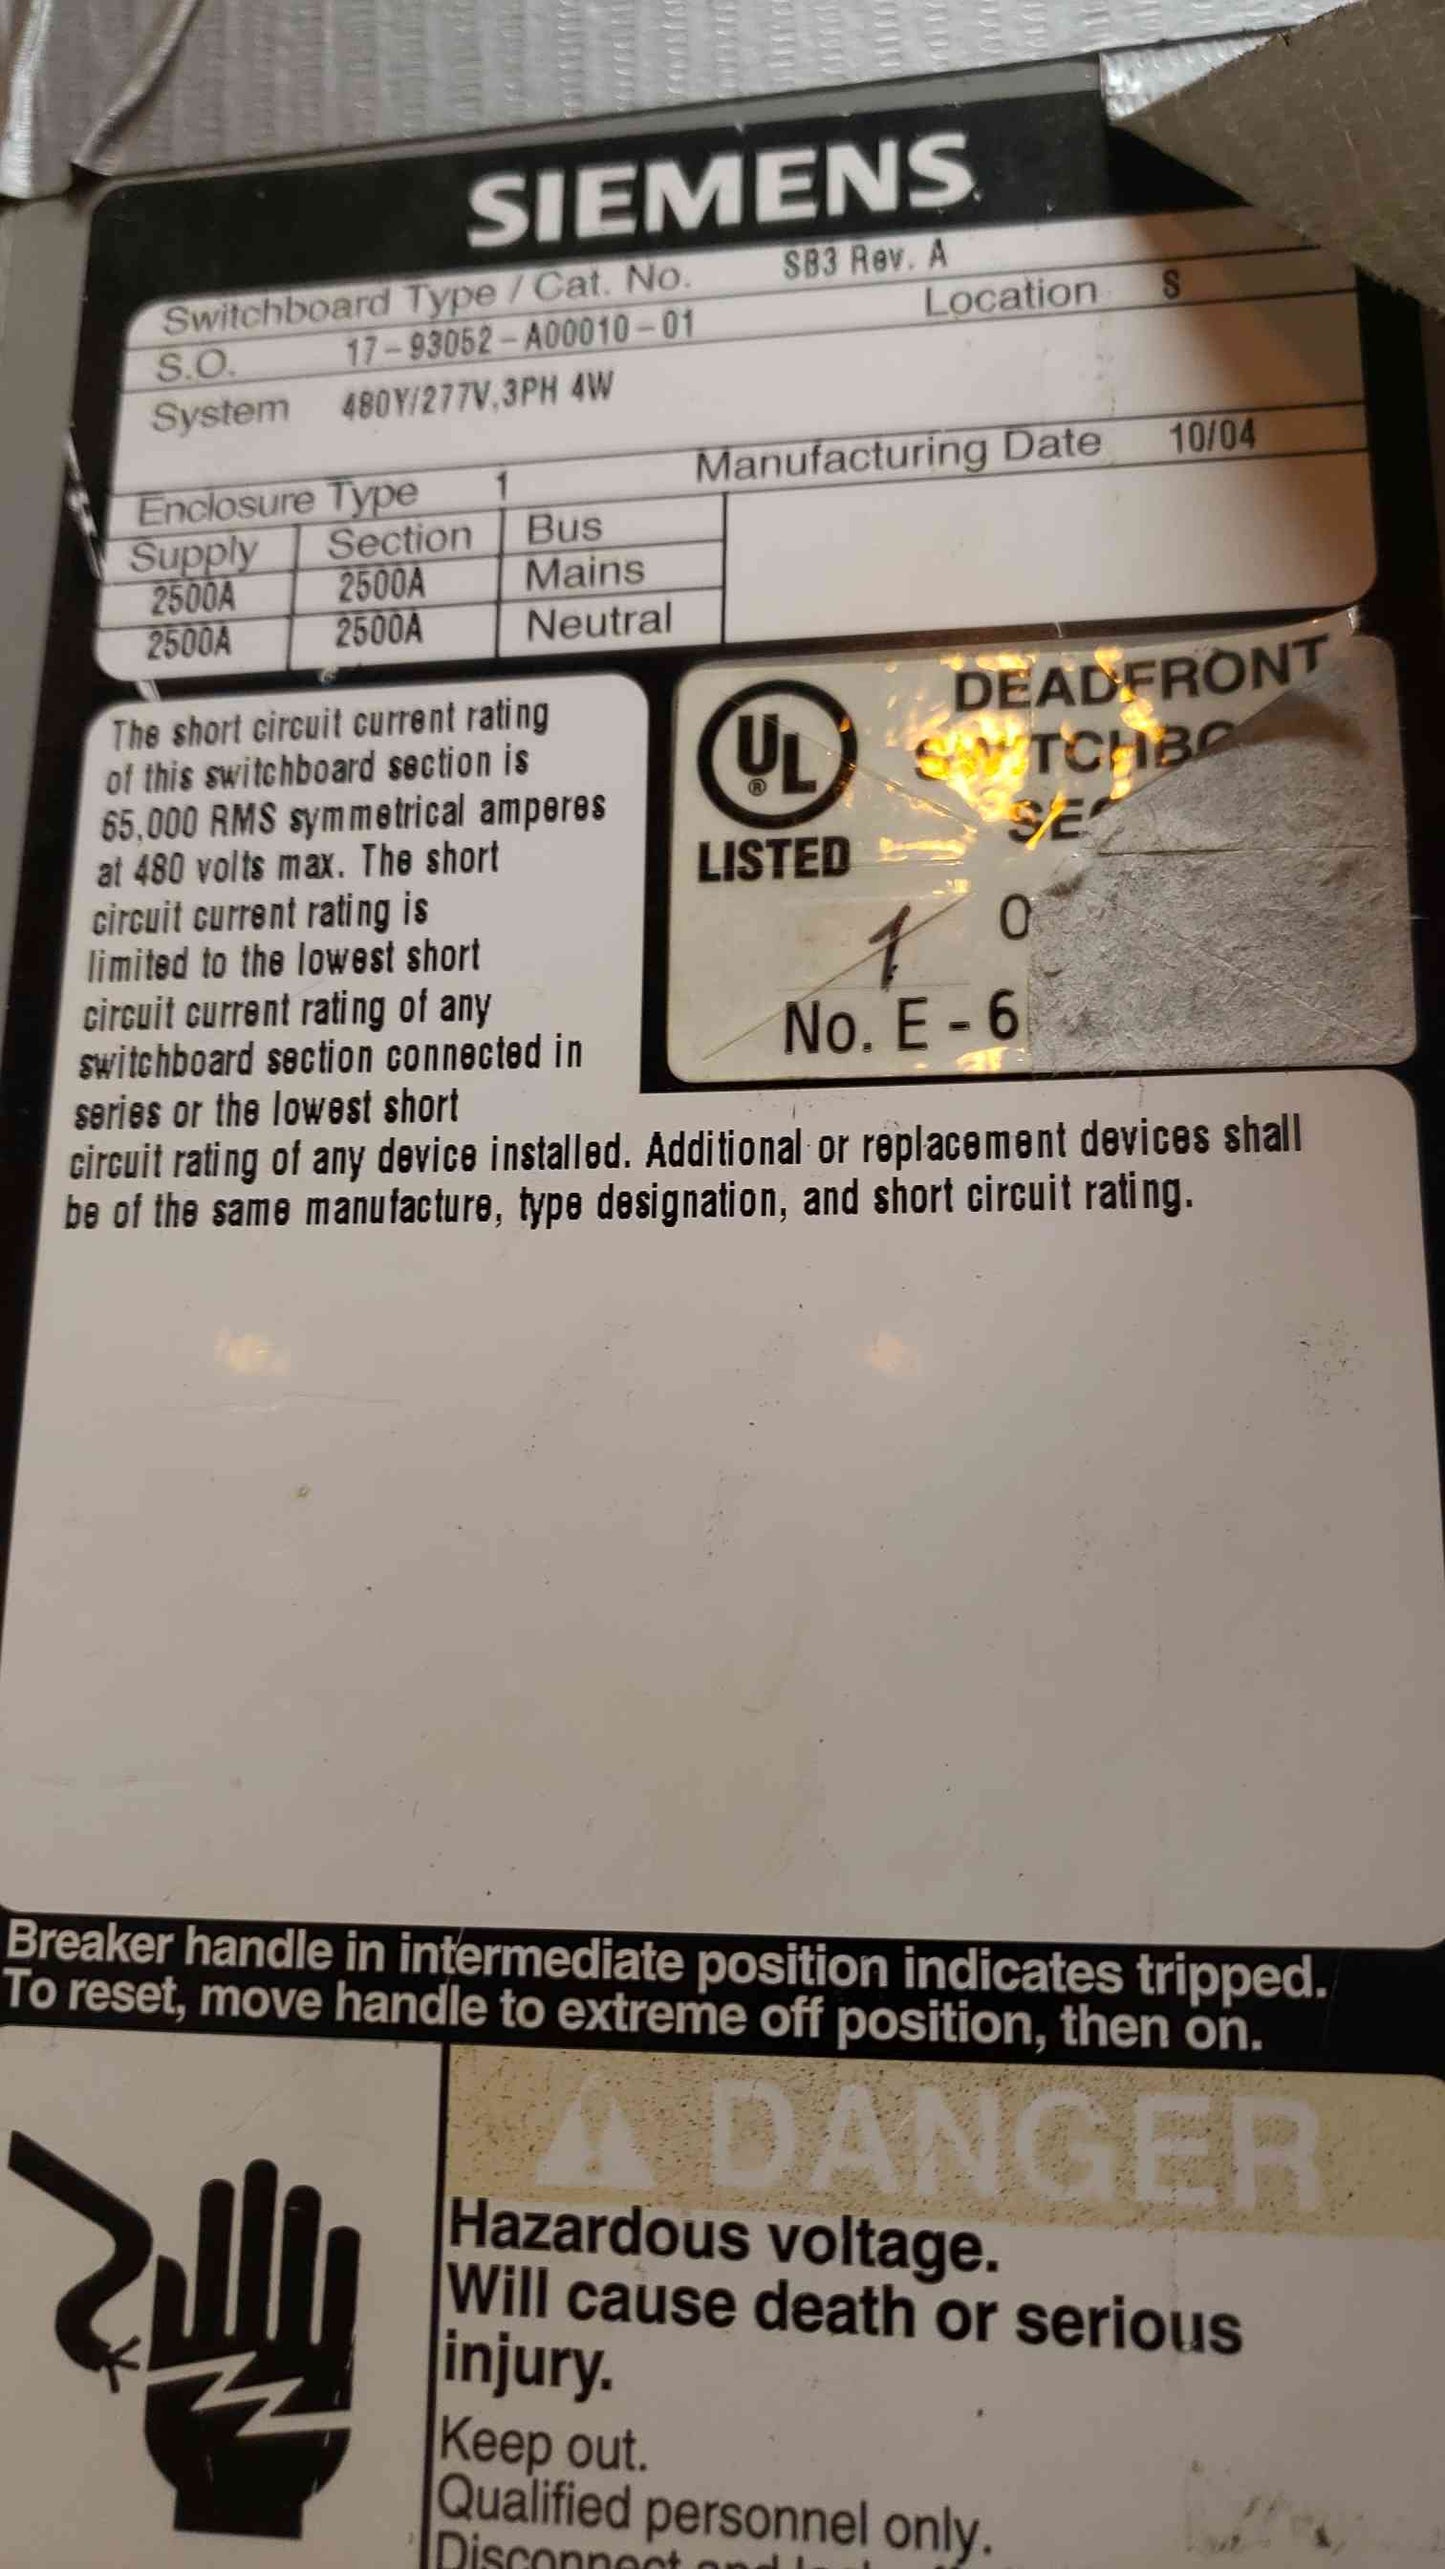 SIEMENS
Switchboard Type / Cat. No. SB3 Rev. A
S.O. 17-93052-A00010-01 Location S
System 480Y/277V,3PH 4W
Enclosure Type 1 Manufacturing Date 10/04
Supply Section Bus
2500A 2500A Mains
2500A 2500A Neutral
The short circuit current rating
of this switchboard section is
65,000 RMS symmetrical amperes
at 480 volts max. The short
circuit current rating is
limited to the lowest short
circuit current rating of any
switchboard section connected in
series or the lowest short
circuit rating of any device installed. Additional or replacement devices shall
be of the same manufacture, type designation, and short circuit rating.
UL
®
LISTED
DEADFRONT
1 0
No. E-6
Breaker handle in intermediate position indicates tripped.
To reset, move handle to extreme off position, then on.
DANGER
Hazardous voltage.
Will cause death or serious
injury.
Keep out.
Qualified personnel only.
Disconnect and